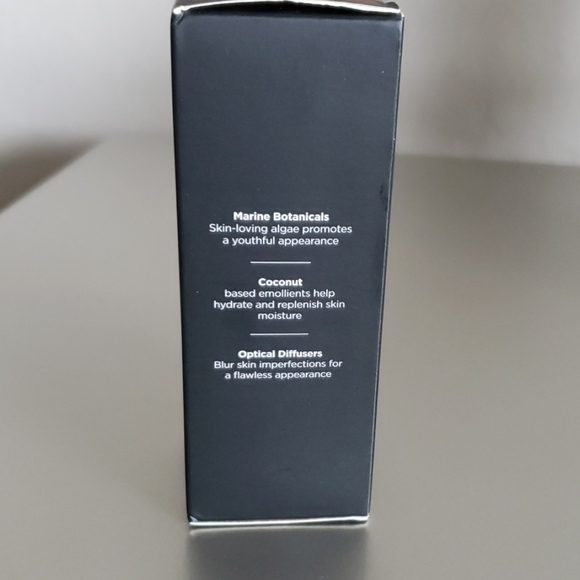 Marine Botanicals
Skin-loving algae promotes
a youthful appearance
Coconut
based emollients help
hydrate and replenish skin
moisture
Optical Diffusers
Blur skin imperfections for
a flawless appearance